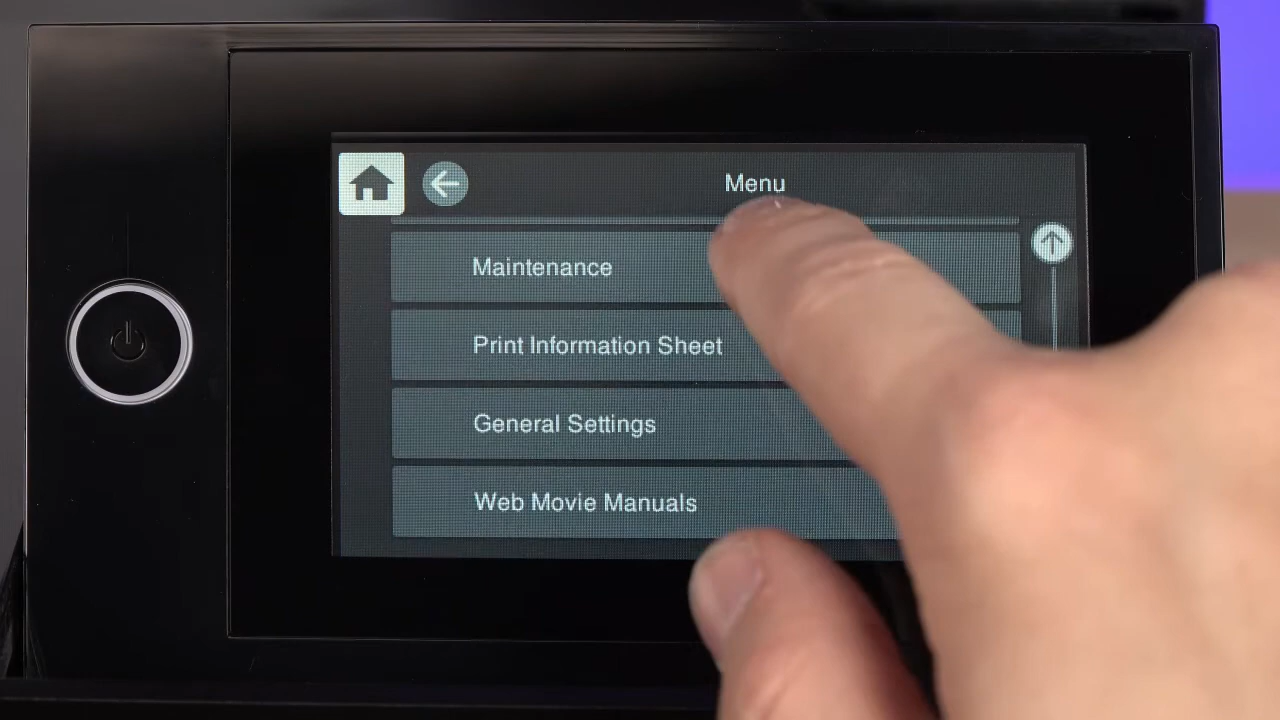 Menu
Maintenance
Print Information Sheet
General Settings
Web Movie Manuals